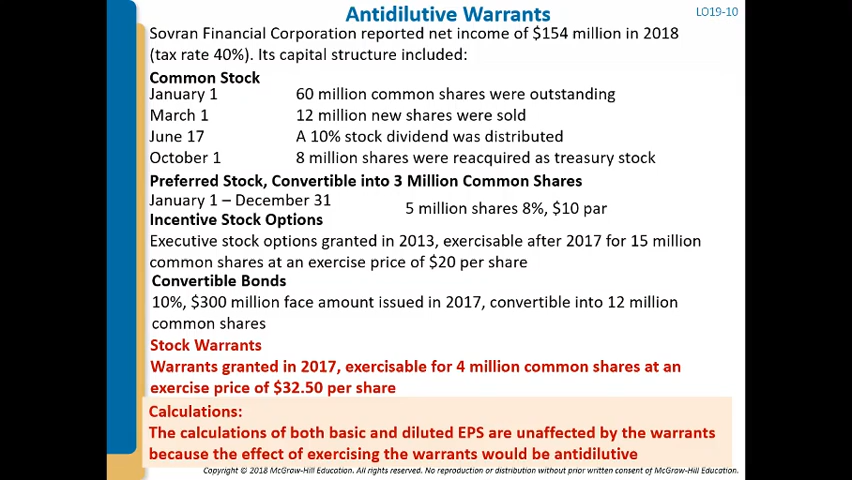 Antidilutive Warrants
LO19-10
Sovran Financial Corporation reported net income of $154 million in 2018
(tax rate 40%). Its capital structure included:
Common Stock
January 1 60 million common shares were outstanding
March 1 12 million new shares were sold
June 17 A 10% stock dividend was distributed
October 1 8 million shares were reacquired as treasury stock
Preferred Stock, Convertible into 3 Million Common Shares
January 1 – December 31 5 million shares 8%, $10 par
Incentive Stock Options
Executive stock options granted in 2013, exercisable after 2017 for 15 million
common shares at an exercise price of $20 per share
Convertible Bonds
10%, $300 million face amount issued in 2017, convertible into 12 million
common shares
Stock Warrants
Warrants granted in 2017, exercisable for 4 million common shares at an
exercise price of $32.50 per share
Calculations:
The calculations of both basic and diluted EPS are unaffected by the warrants
because the effect of exercising the warrants would be antidilutive
Copyright © 2018 McGraw-Hill Education. All rights reserved. No reproduction or distribution without prior written consent of McGraw-Hill Education.